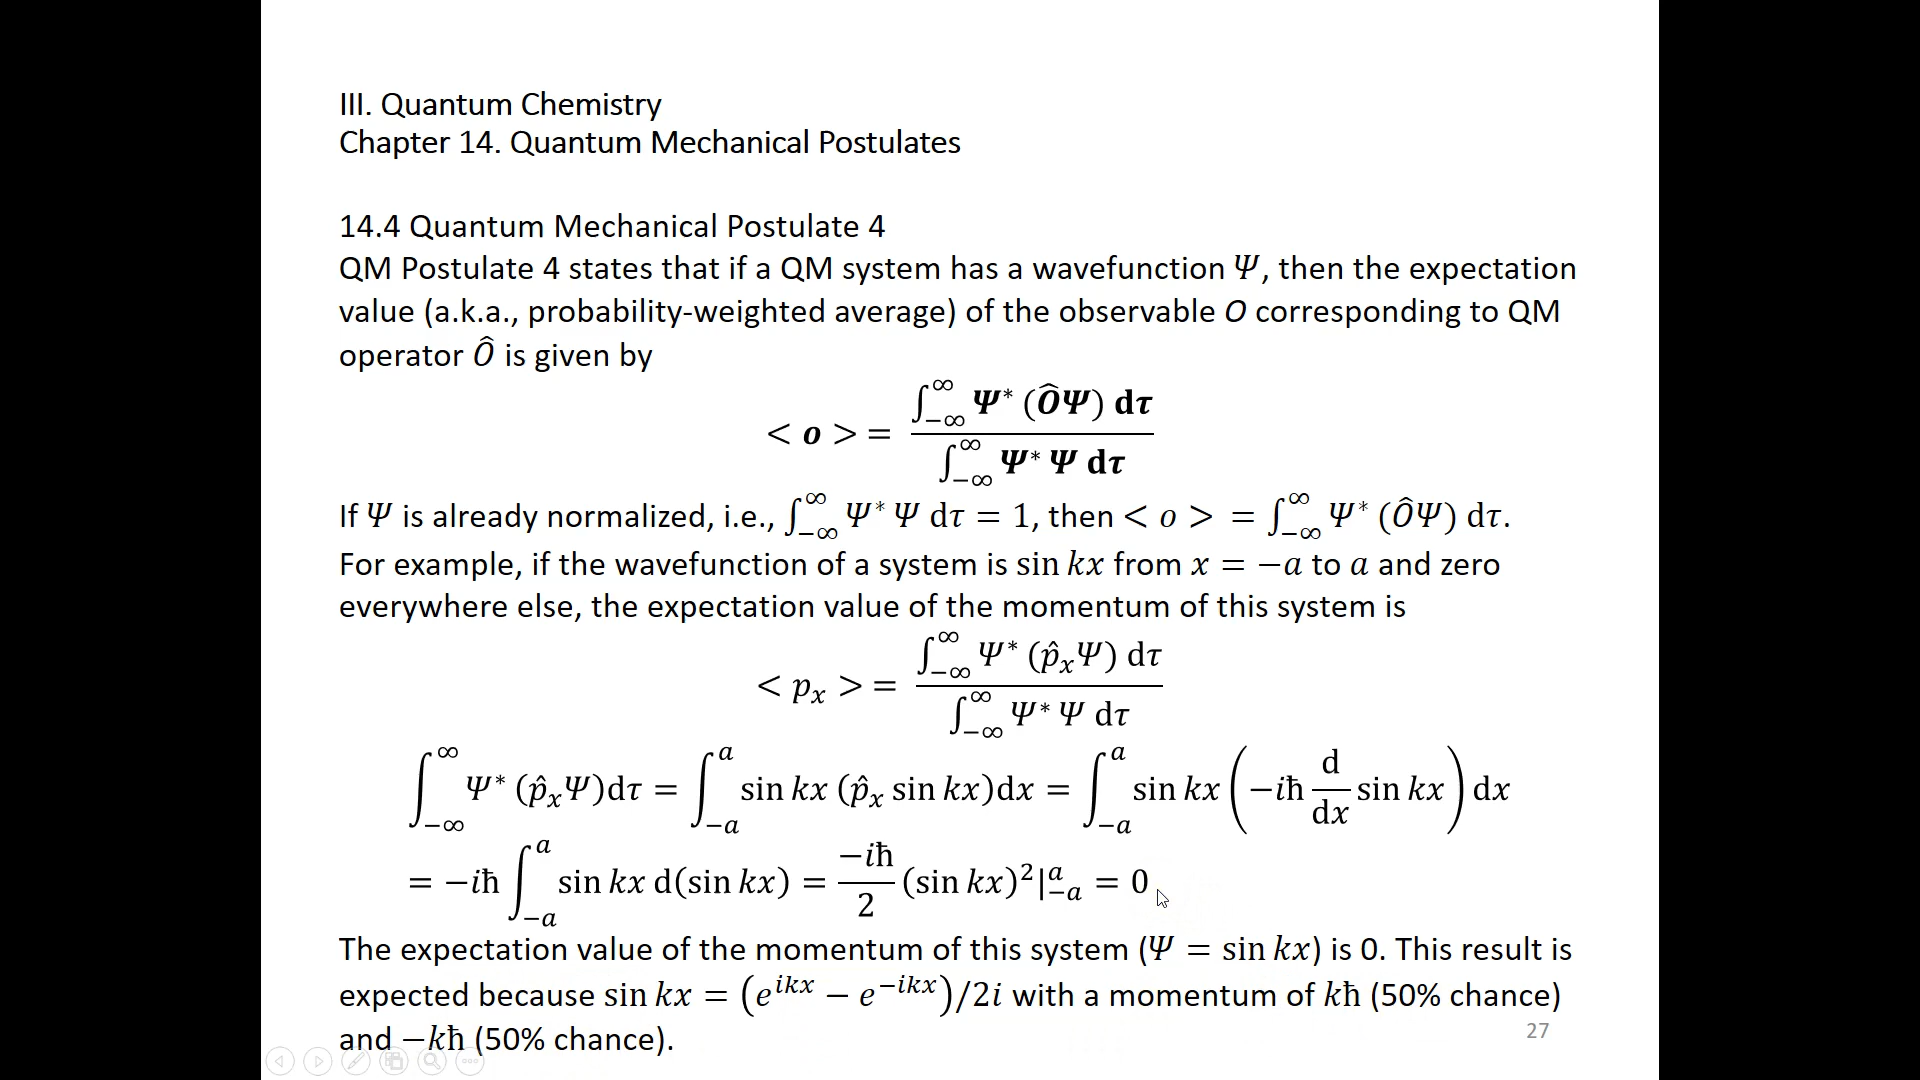 III. Quantum Chemistry
Chapter 14. Quantum Mechanical Postulates
14.4 Quantum Mechanical Postulate 4
QM Postulate 4 states that if a QM system has a wavefunction Ψ, then the expectation
value (a.k.a., probability-weighted average) of the observable O corresponding to QM
operator Ô is given by
< o > = ∫_{−∞}^{∞} Ψ* (ÔΨ) dτ / ∫_{−∞}^{∞} Ψ* Ψ dτ
If Ψ is already normalized, i.e., ∫_{−∞}^{∞} Ψ* Ψ dτ = 1, then < o > = ∫_{−∞}^{∞} Ψ* (ÔΨ) dτ.
For example, if the wavefunction of a system is sin kx from x = −a to a and zero
everywhere else, the expectation value of the momentum of this system is
< pₓ > = ∫_{−∞}^{∞} Ψ* (p̂ₓΨ) dτ / ∫_{−∞}^{∞} Ψ* Ψ dτ
∫_{−∞}^{∞} Ψ* (p̂ₓΨ)dτ = ∫_{−a}^{a} sin kx (p̂ₓ sin kx)dx = ∫_{−a}^{a} sin kx (−iħ d/dx sin kx) dx
= −iħ ∫_{−a}^{a} sin kx d(sin kx) = −iħ/2 (sin kx)²|_{−a}^{a} = 0
The expectation value of the momentum of this system (Ψ = sin kx) is 0. This result is
expected because sin kx = (e^{ikx} − e^{−ikx})/2i with a momentum of kħ (50% chance)
and −kħ (50% chance).
27